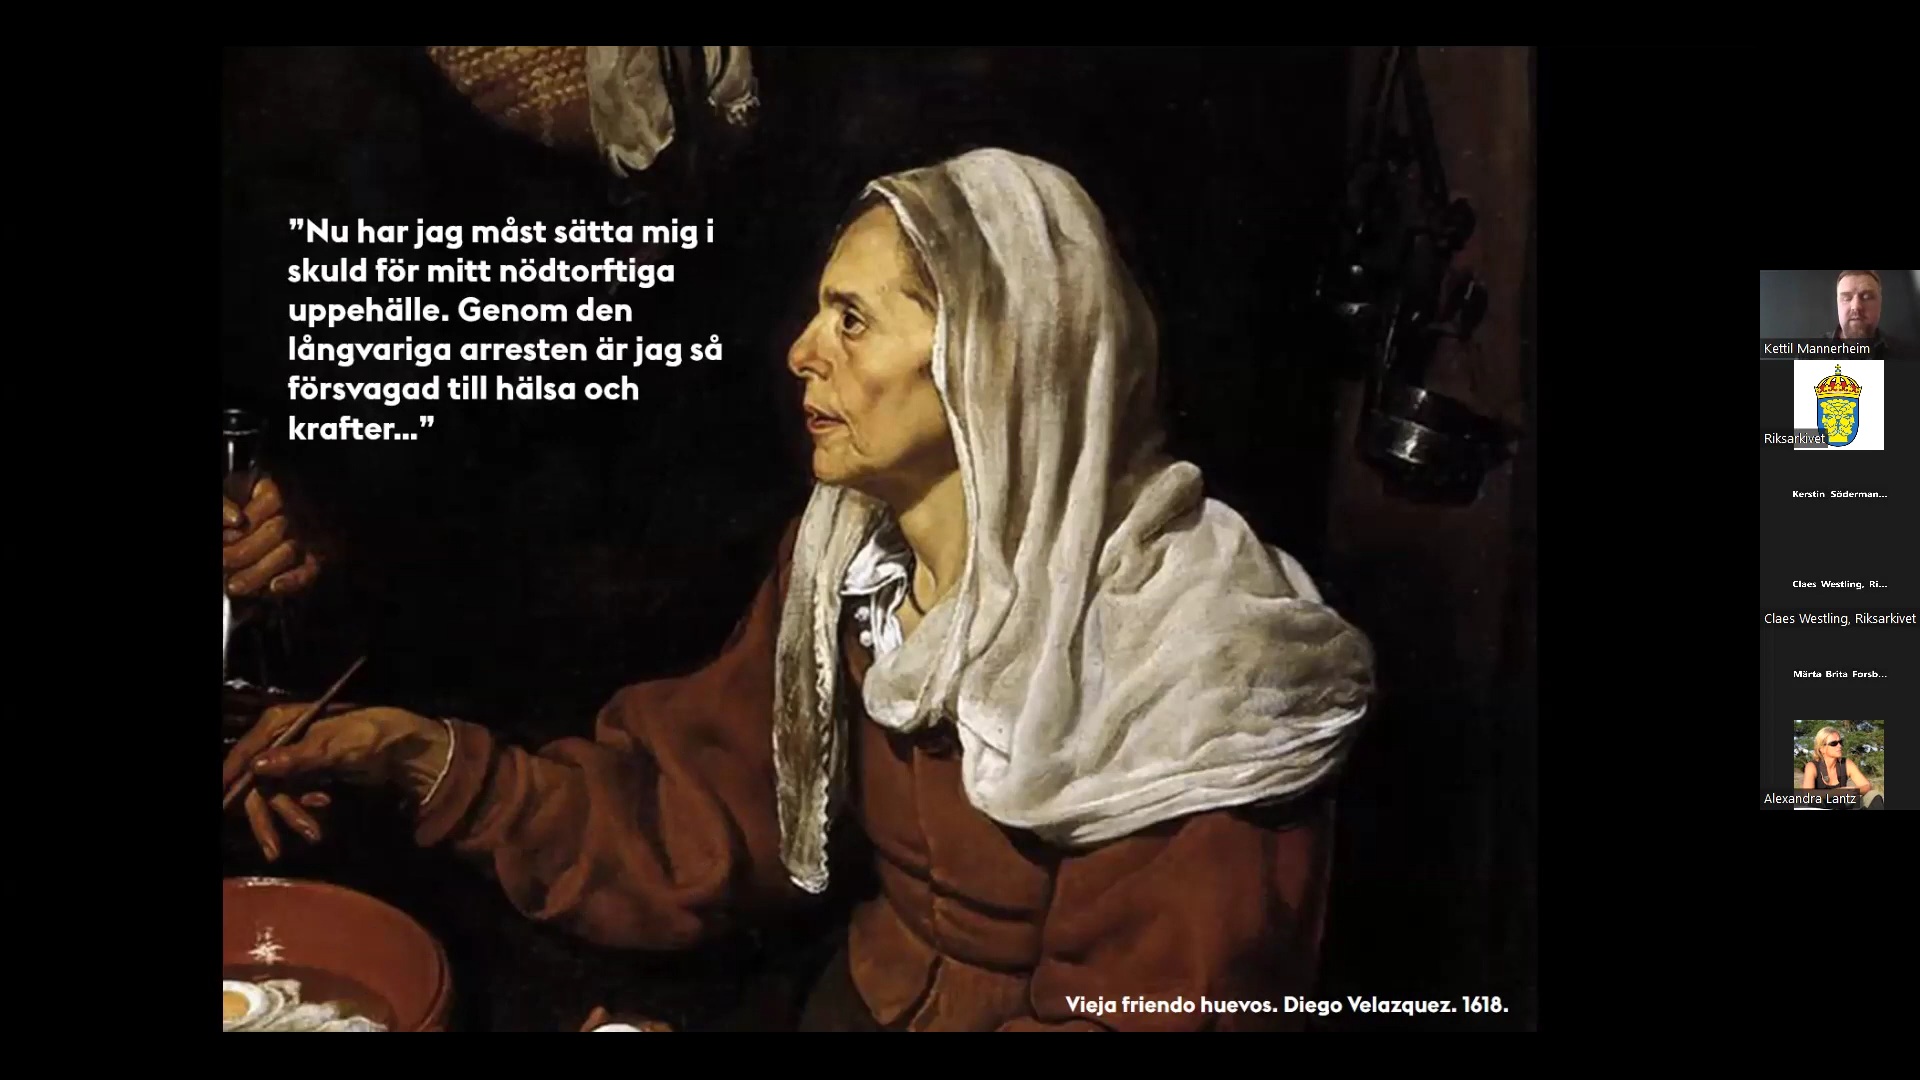 ”Nu har jag måst sätta mig i
skuld för mitt nödtorftiga
uppehälle. Genom den
långvariga arresten är jag så
försvagad till hälsa och
krafter...”
Vieja friendo huevos. Diego Velazquez. 1618.
Kettil Mannerheim
Riksarkivet
Kerstin Söderman...
Claes Westling, Ri...
Claes Westling, Riksarkivet
Märta Brita Forsb...
Alexandra Lantz